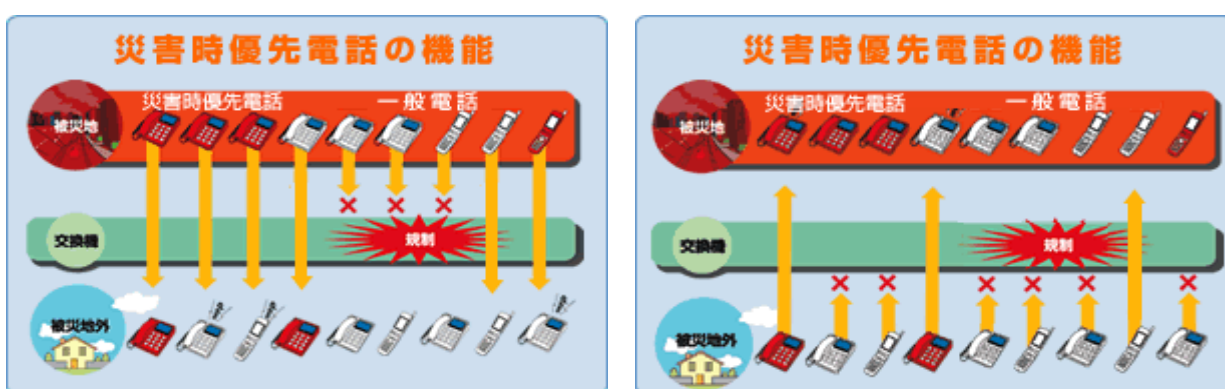 災害時優先電話の機能
災害時優先電話 一般電話
被災地
交換機
規制
被災地外
災害時優先電話の機能
災害時優先電話 一般電話
被災地
交換機
規制
被災地外